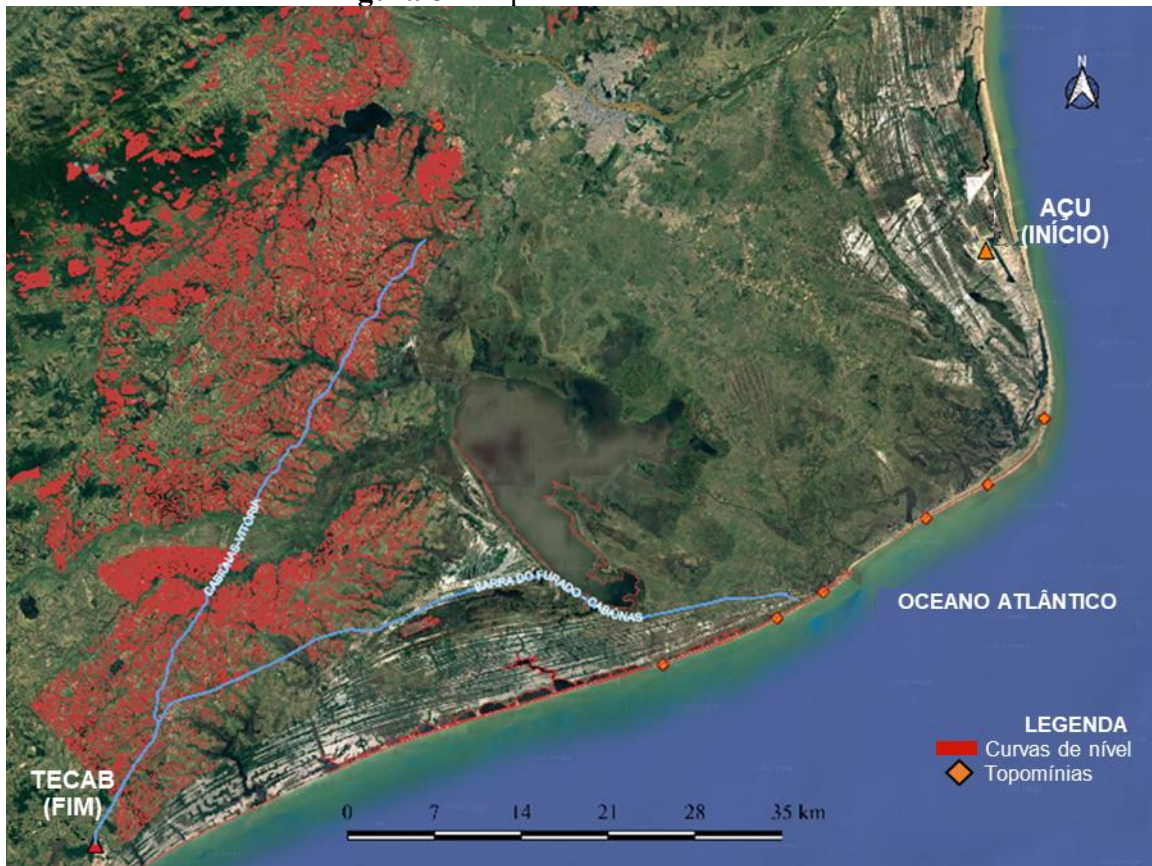 N
AÇU
(INÍCIO)
CABIÚNAS-VITÓRIA
BARRA DO FURADO - CABIÚNAS
OCEANO ATLÂNTICO
LEGENDA
Curvas de nível
Topomínias
TECAB
(FIM)
0 7 14 21 28 35 km